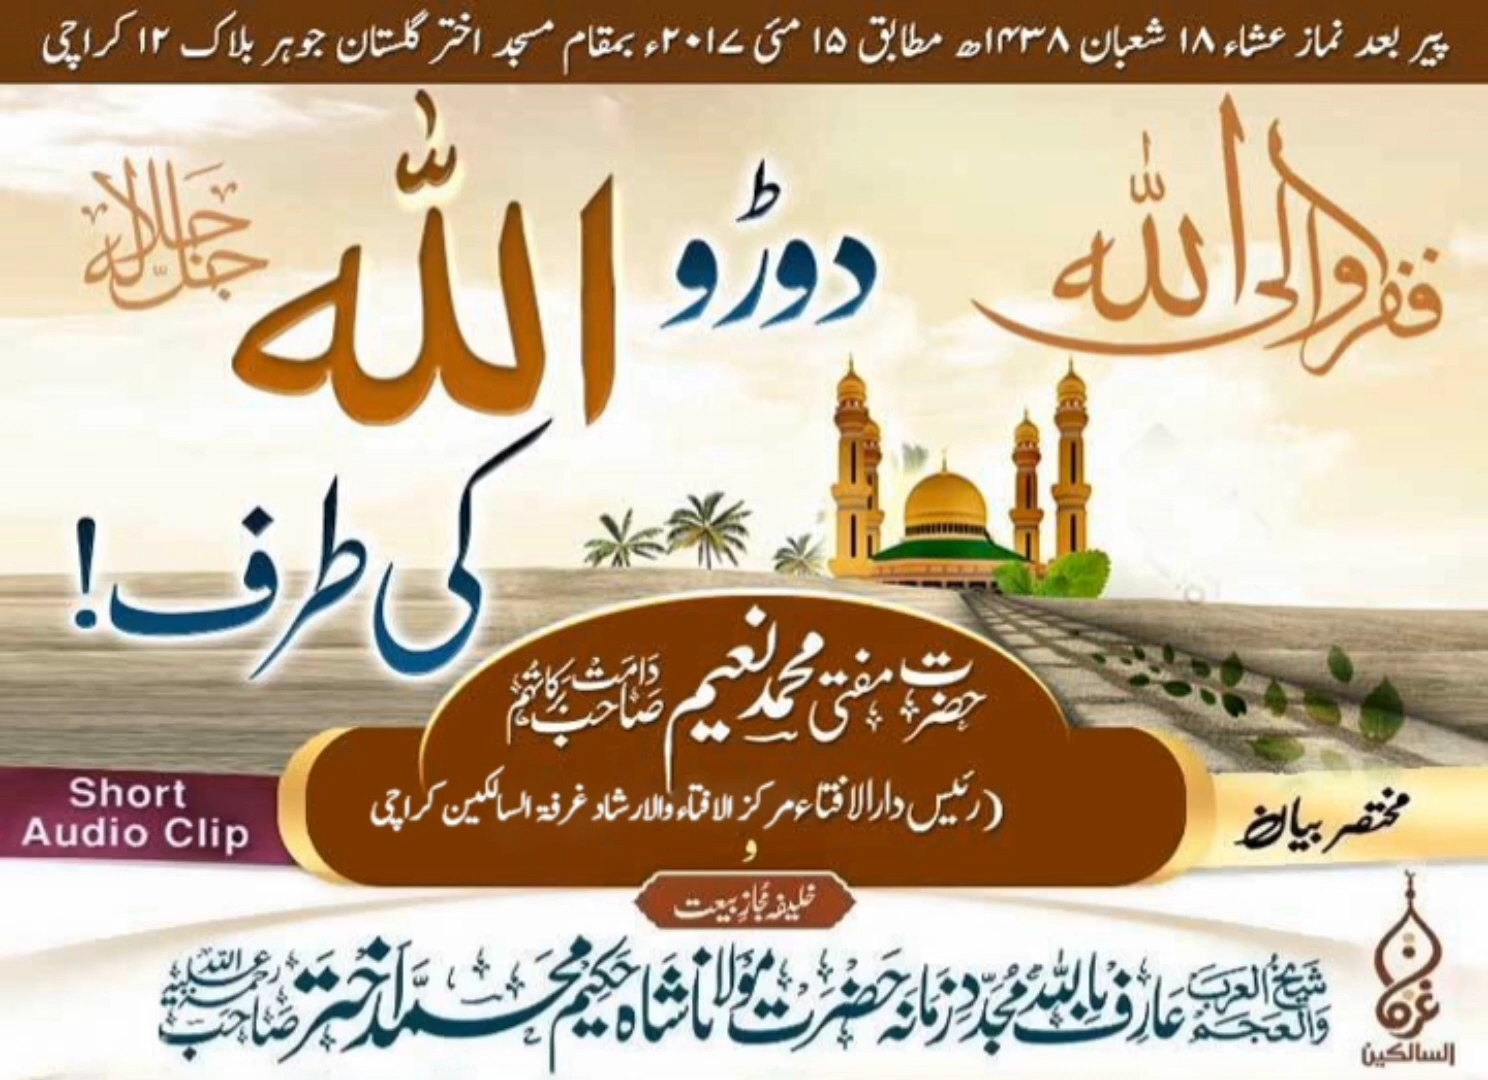 پیر بعد نماز عشاء ۱۸ شعبان ۱۴۳۸ھ مطابق ۱۵ مئی ۲۰۱۷ء بمقام مسجد اختر گلستان جوہر بلاک ۱۲ کراچی
ففروا الی اللہ
دوڑو اللہ جل جلالہ
کی طرف!
حضرت مفتی محمد نعیم صاحب دَامَتْ بَرَکَاتُہُم
(رئیس دارالافتاء مرکز الافتاء والارشاد غرفۃ السالکین کراچی
و
Short
Audio Clip
مختصر بیان
خلیفہ مُجازِ بیعت
شیخُ العرب والعجم عارف باللہ مجددِ زمانہ حضرت مولانا شاہ حکیم محمد اختر صاحب رحمۃ اللہ علیہ
غرفۃ
السالکین